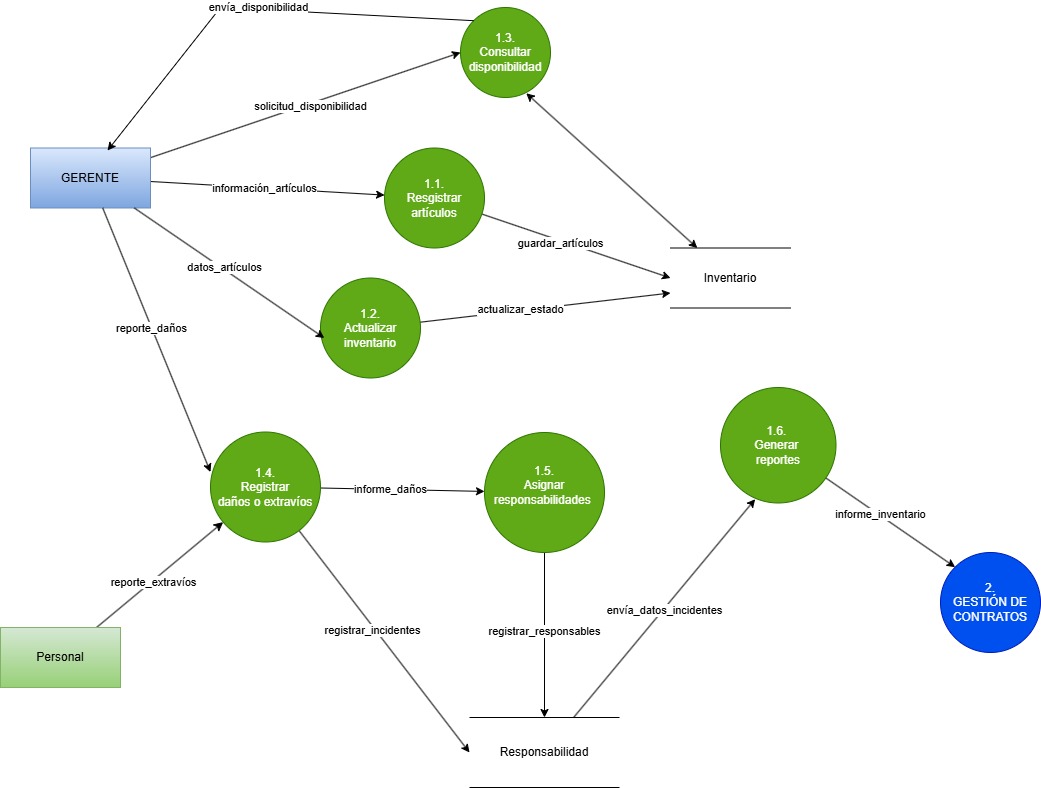 envía_disponibilidad
1.3.
Consultar
disponibilidad
solicitud_disponibilidad
GERENTE
información_artículos
1.1.
Resgistrar
artículos
guardar_artículos
datos_artículos
Inventario
1.2.
Actualizar
inventario
actualizar_estado
reporte_daños
1.4.
Registrar
daños o extravíos
informe_daños
1.5.
Asignar
responsabilidades
1.6.
Generar
reportes
informe_inventario
reporte_extravíos
2.
GESTIÓN DE
CONTRATOS
envía_datos_incidentes
registrar_incidentes
registrar_responsables
Personal
Responsabilidad